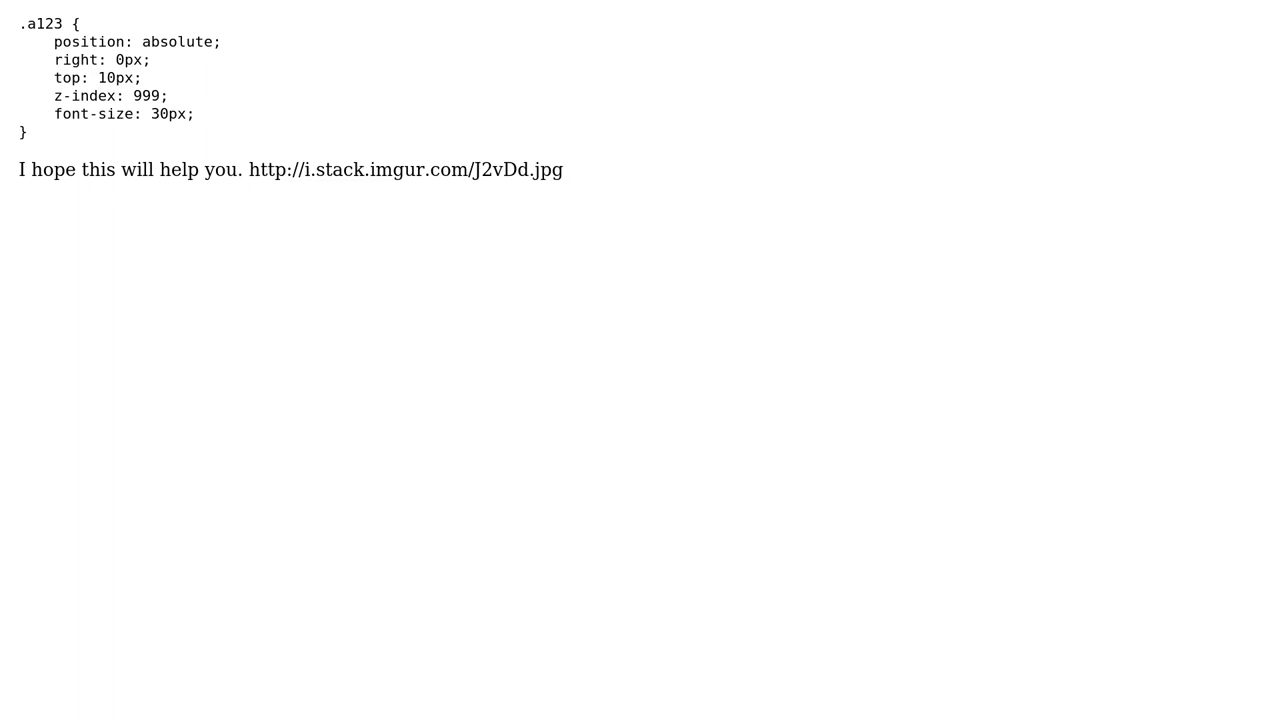 .a123 {
    position: absolute;
    right: 0px;
    top: 10px;
    z-index: 999;
    font-size: 30px;
}
I hope this will help you. http://i.stack.imgur.com/J2vDd.jpg